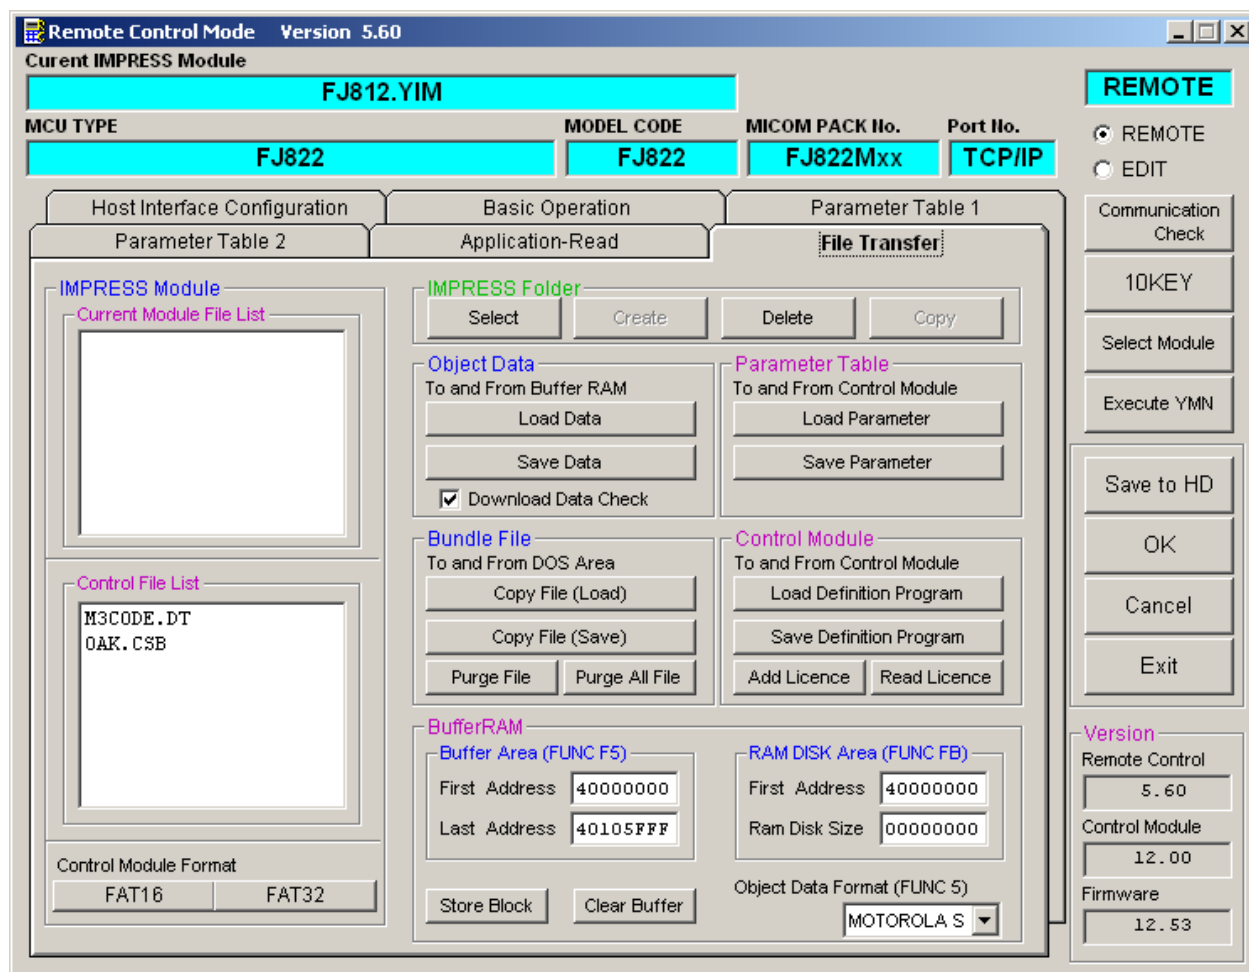 Remote Control Mode Version 5.60
Curent IMPRESS Module
FJ812.YIM
REMOTE
MCU TYPE MODEL CODE MICOM PACK No. Port No.
FJ822 FJ822 FJ822Mxx TCP/IP
REMOTE
EDIT
Host Interface Configuration Basic Operation Parameter Table 1
Parameter Table 2 Application-Read File Transfer
Communication
Check
10KEY
Select Module
Execute YMN
Save to HD
OK
Cancel
Exit
IMPRESS Module
Current Module File List
Control File List
M3CODE.DT
OAK.CSB
Control Module Format
FAT16 FAT32
IMPRESS Folder
Select Create Delete Copy
Object Data
To and From Buffer RAM
Load Data
Save Data
Download Data Check
Parameter Table
To and From Control Module
Load Parameter
Save Parameter
Bundle File
To and From DOS Area
Copy File (Load)
Copy File (Save)
Purge File Purge All File
Control Module
To and From Control Module
Load Definition Program
Save Definition Program
Add Licence Read Licence
BufferRAM
Buffer Area (FUNC F5)
First Address 40000000
Last Address 40105FFF
RAM DISK Area (FUNC FB)
First Address 40000000
Ram Disk Size 00000000
Store Block Clear Buffer
Object Data Format (FUNC 5)
MOTOROLA S
Version
Remote Control
5.60
Control Module
12.00
Firmware
12.53